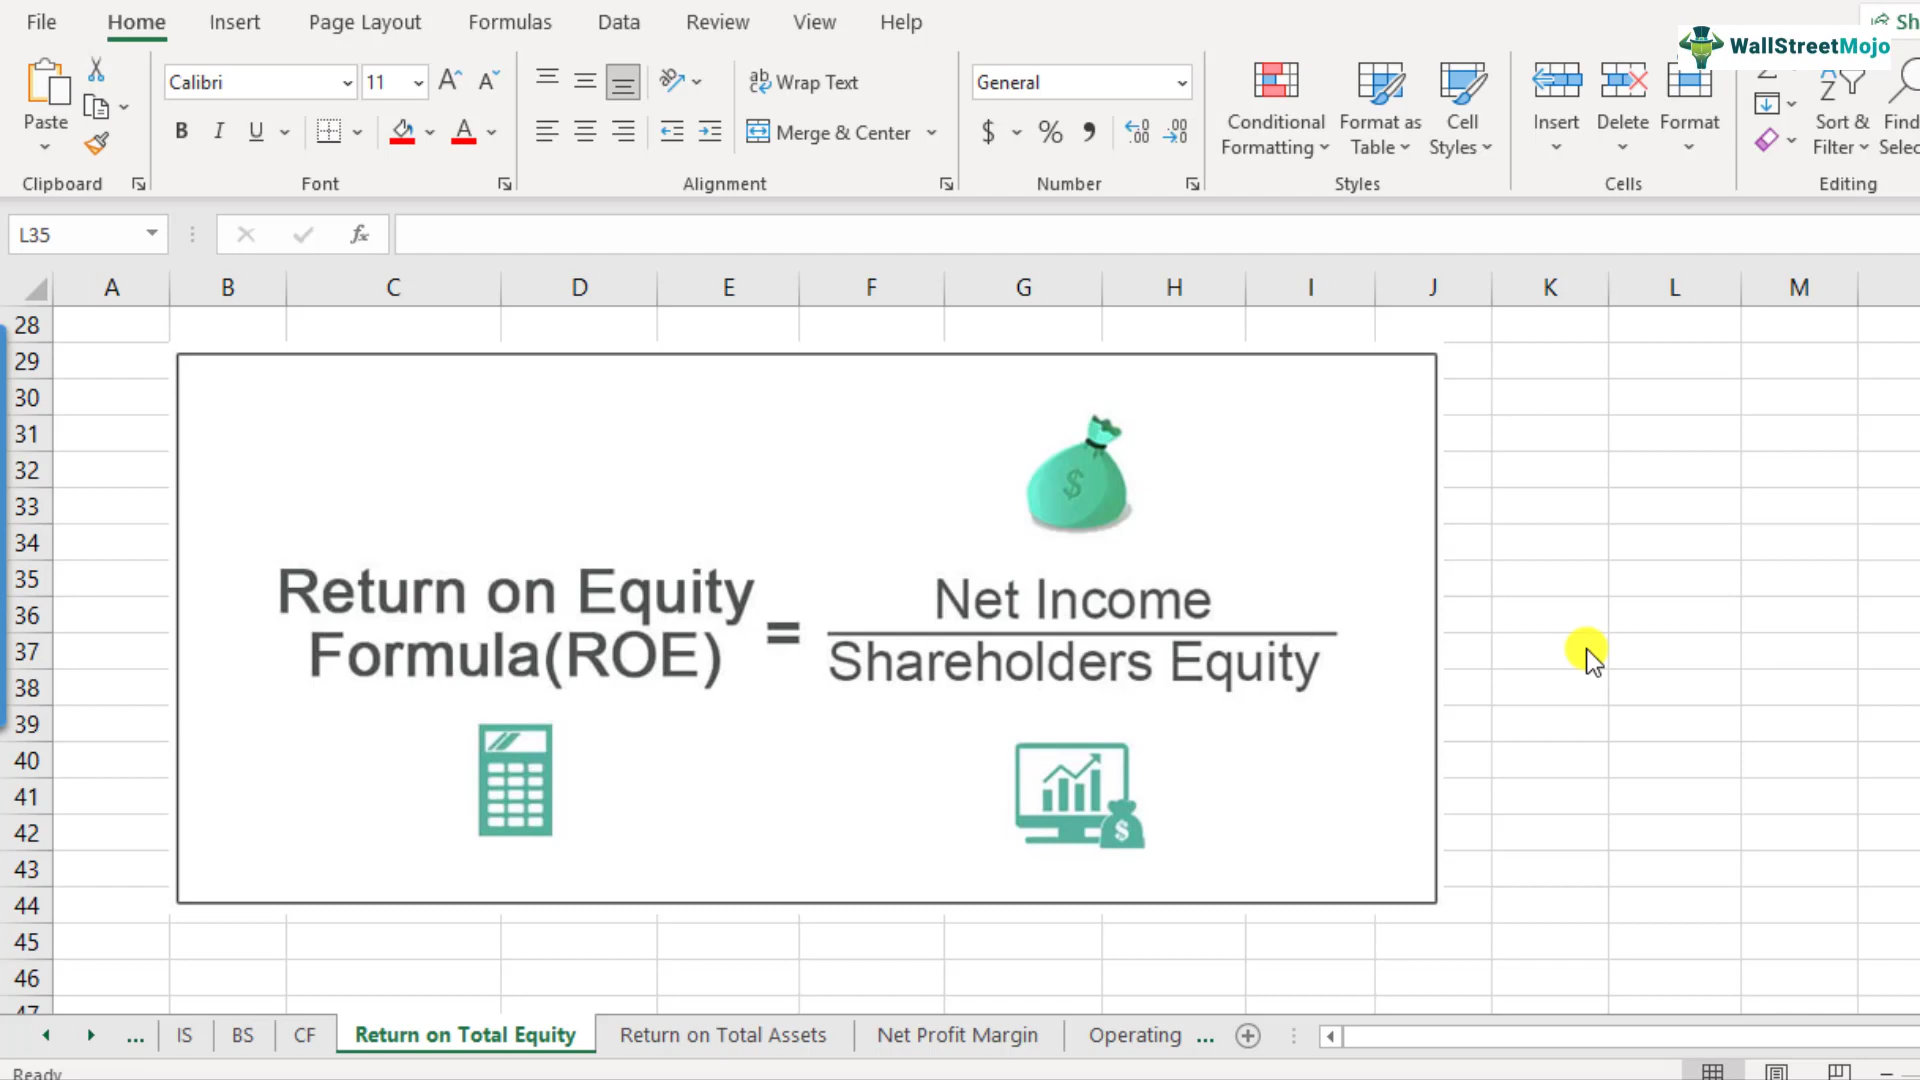 File Home Insert Page Layout Formulas Data Review View Help Sh
WallStreetMojo
Paste
Calibri 11
Wrap Text
General
Merge & Center
Conditional Formatting
Format as Table
Cell Styles
Insert
Delete
Format
Sort & Filter
Find
Selec
Clipboard Font Alignment Number Styles Cells Editing
L35 fx
A B C D E F G H I J K L M
28
29
30
31
32
33
34
35
36
37
38
39
40
41
42
43
44
45
46
47
Return on Equity
Formula(ROE)
=
Net Income
Shareholders Equity
... IS BS CF Return on Total Equity Return on Total Assets Net Profit Margin Operating ...
Ready